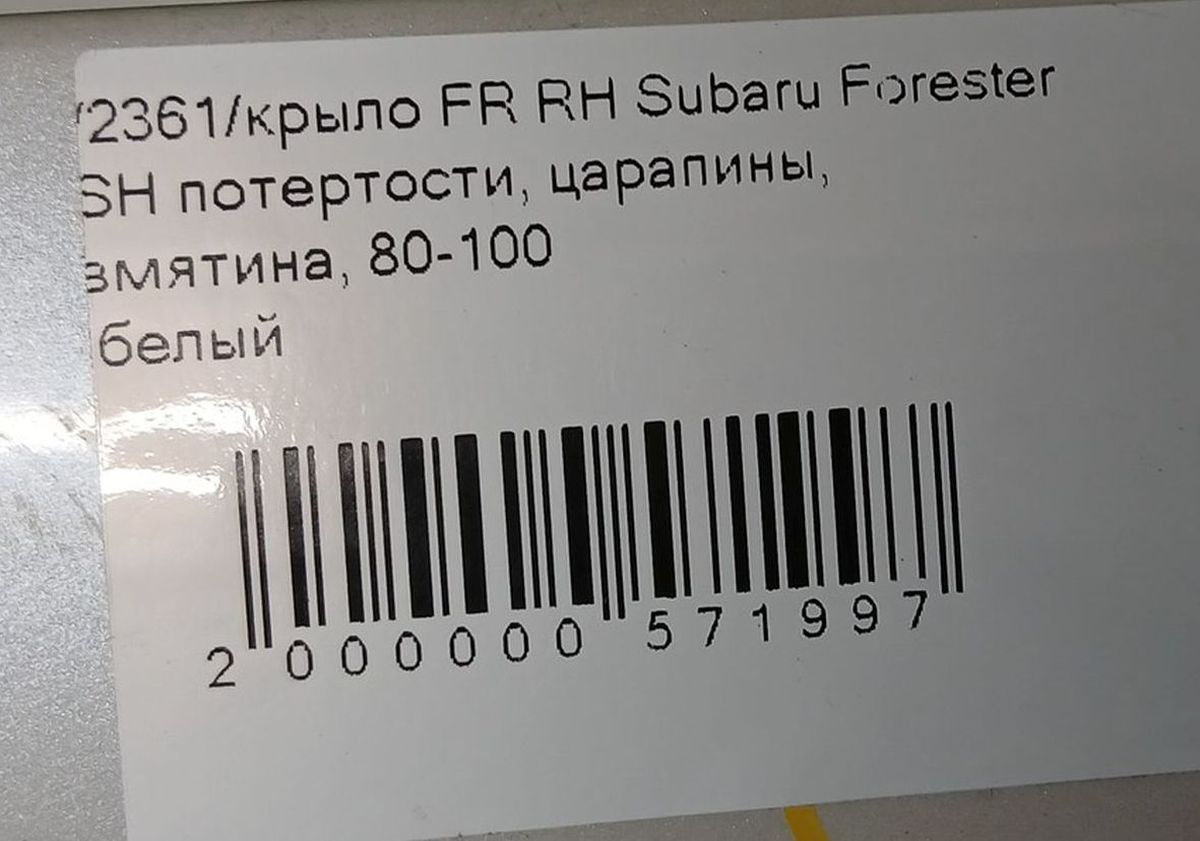 2361/крыло FR RH Subaru Forester
SH потертости, царапины,
вмятина, 80-100
белый
2 000000 571997